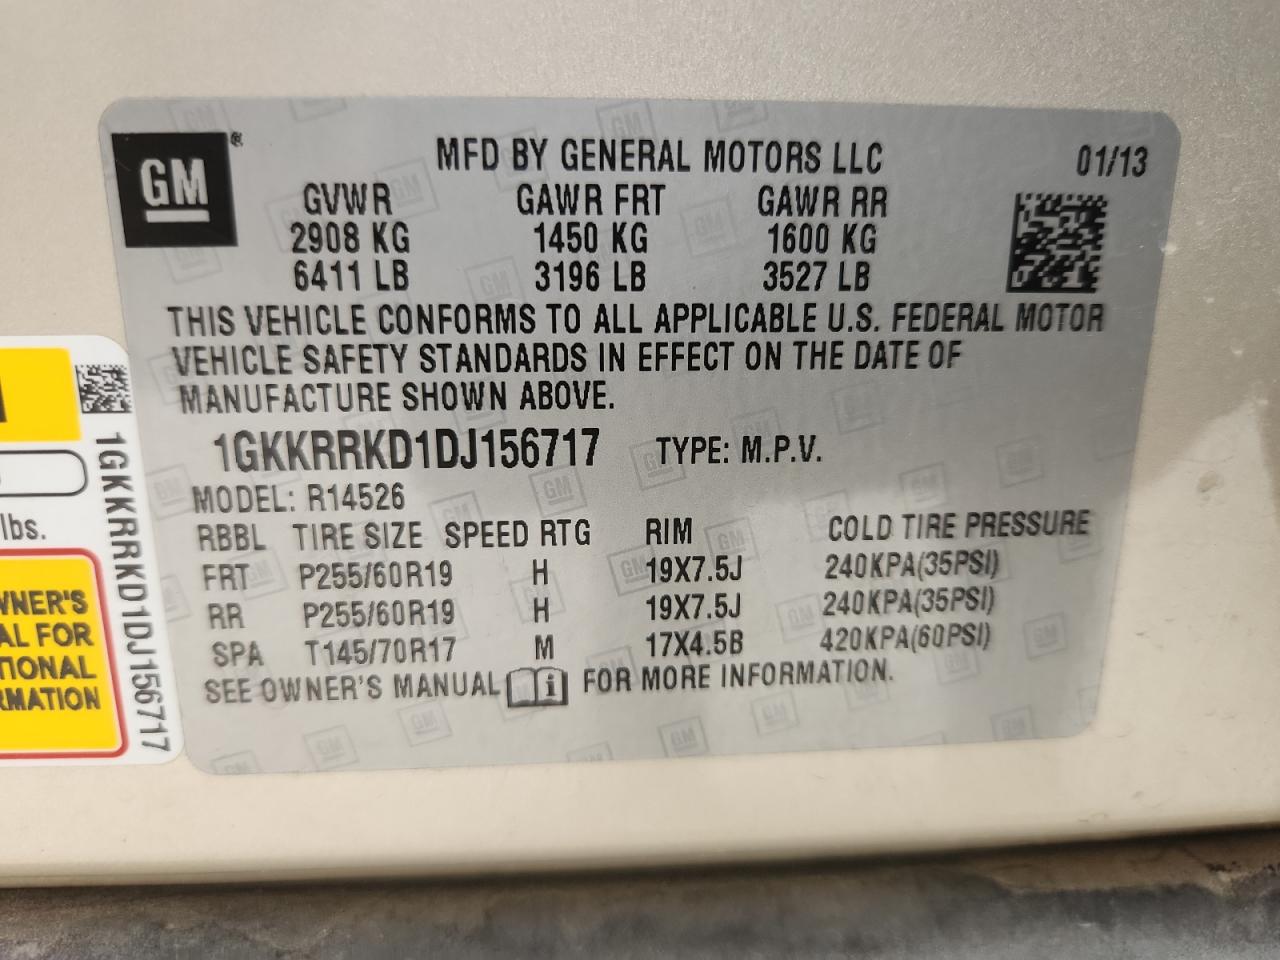 GM®
MFD BY GENERAL MOTORS LLC 01/13
GVWR GAWR FRT GAWR RR
2908 KG 1450 KG 1600 KG
6411 LB 3196 LB 3527 LB
THIS VEHICLE CONFORMS TO ALL APPLICABLE U.S. FEDERAL MOTOR
VEHICLE SAFETY STANDARDS IN EFFECT ON THE DATE OF
MANUFACTURE SHOWN ABOVE.
1GKKRRKD1DJ156717 TYPE: M.P.V.
MODEL: R14526
RBBL TIRE SIZE SPEED RTG RIM COLD TIRE PRESSURE
FRT P255/60R19 H 19X7.5J 240KPA(35PSI)
RR P255/60R19 H 19X7.5J 240KPA(35PSI)
SPA T145/70R17 M 17X4.5B 420KPA(60PSI)
SEE OWNER'S MANUAL i FOR MORE INFORMATION.
1GKKRRKD1DJ156717
lbs.
WNER'S
AL FOR
TIONAL
RMATION